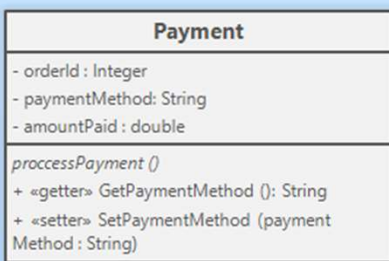 Payment
- orderId : Integer
- paymentMethod: String
- amountPaid : double
proccessPayment ()
+ «getter» GetPaymentMethod (): String
+ «setter» SetPaymentMethod (payment
Method : String)